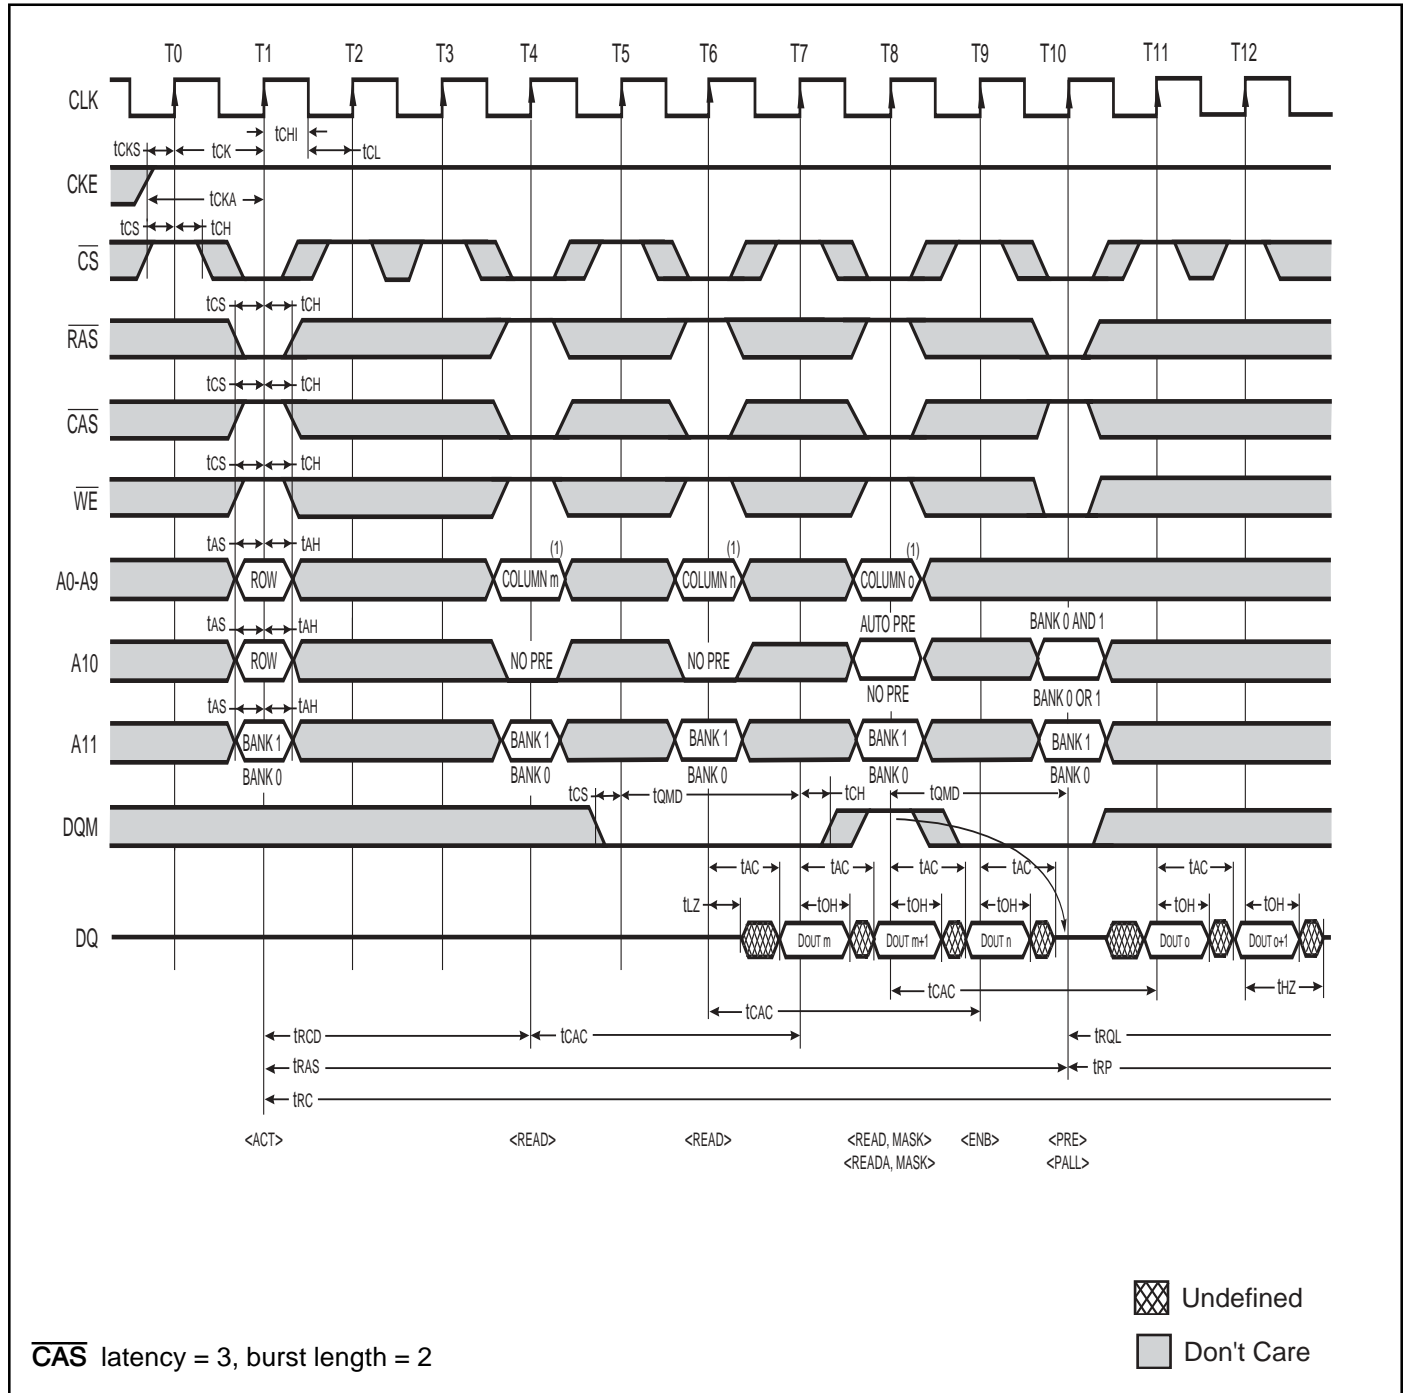 T0 T1 T2 T3 T4 T5 T6 T7 T8 T9 T10 T11 T12
CLK
tCHI
tCKS tCK tCL
CKE
tCKA
tCS tCH
CS
tCS tCH
RAS
tCS tCH
CAS
tCS tCH
WE
tAS tAH (1) (1) (1)
A0-A9 ROW COLUMN m COLUMN n COLUMN o
tAS tAH AUTO PRE BANK 0 AND 1
A10 ROW NO PRE NO PRE
NO PRE BANK 0 OR 1
tAS tAH
A11 BANK 1 BANK 1 BANK 1 BANK 1 BANK 1
BANK 0 BANK 0 BANK 0 BANK 0 BANK 0
tCS tQMD tCH tQMD
DQM
tAC tAC tAC tAC tAC
tLZ tOH tOH tOH tOH tOH
DQ DOUT m DOUT m+1 DOUT n DOUT o DOUT o+1
tCAC tHZ
tCAC
tRCD tCAC tRQL
tRAS tRP
tRC
<ACT> <READ> <READ> <READ, MASK> <ENB> <PRE>
<READA, MASK> <PALL>
Undefined
Don't Care
CAS latency = 3, burst length = 2